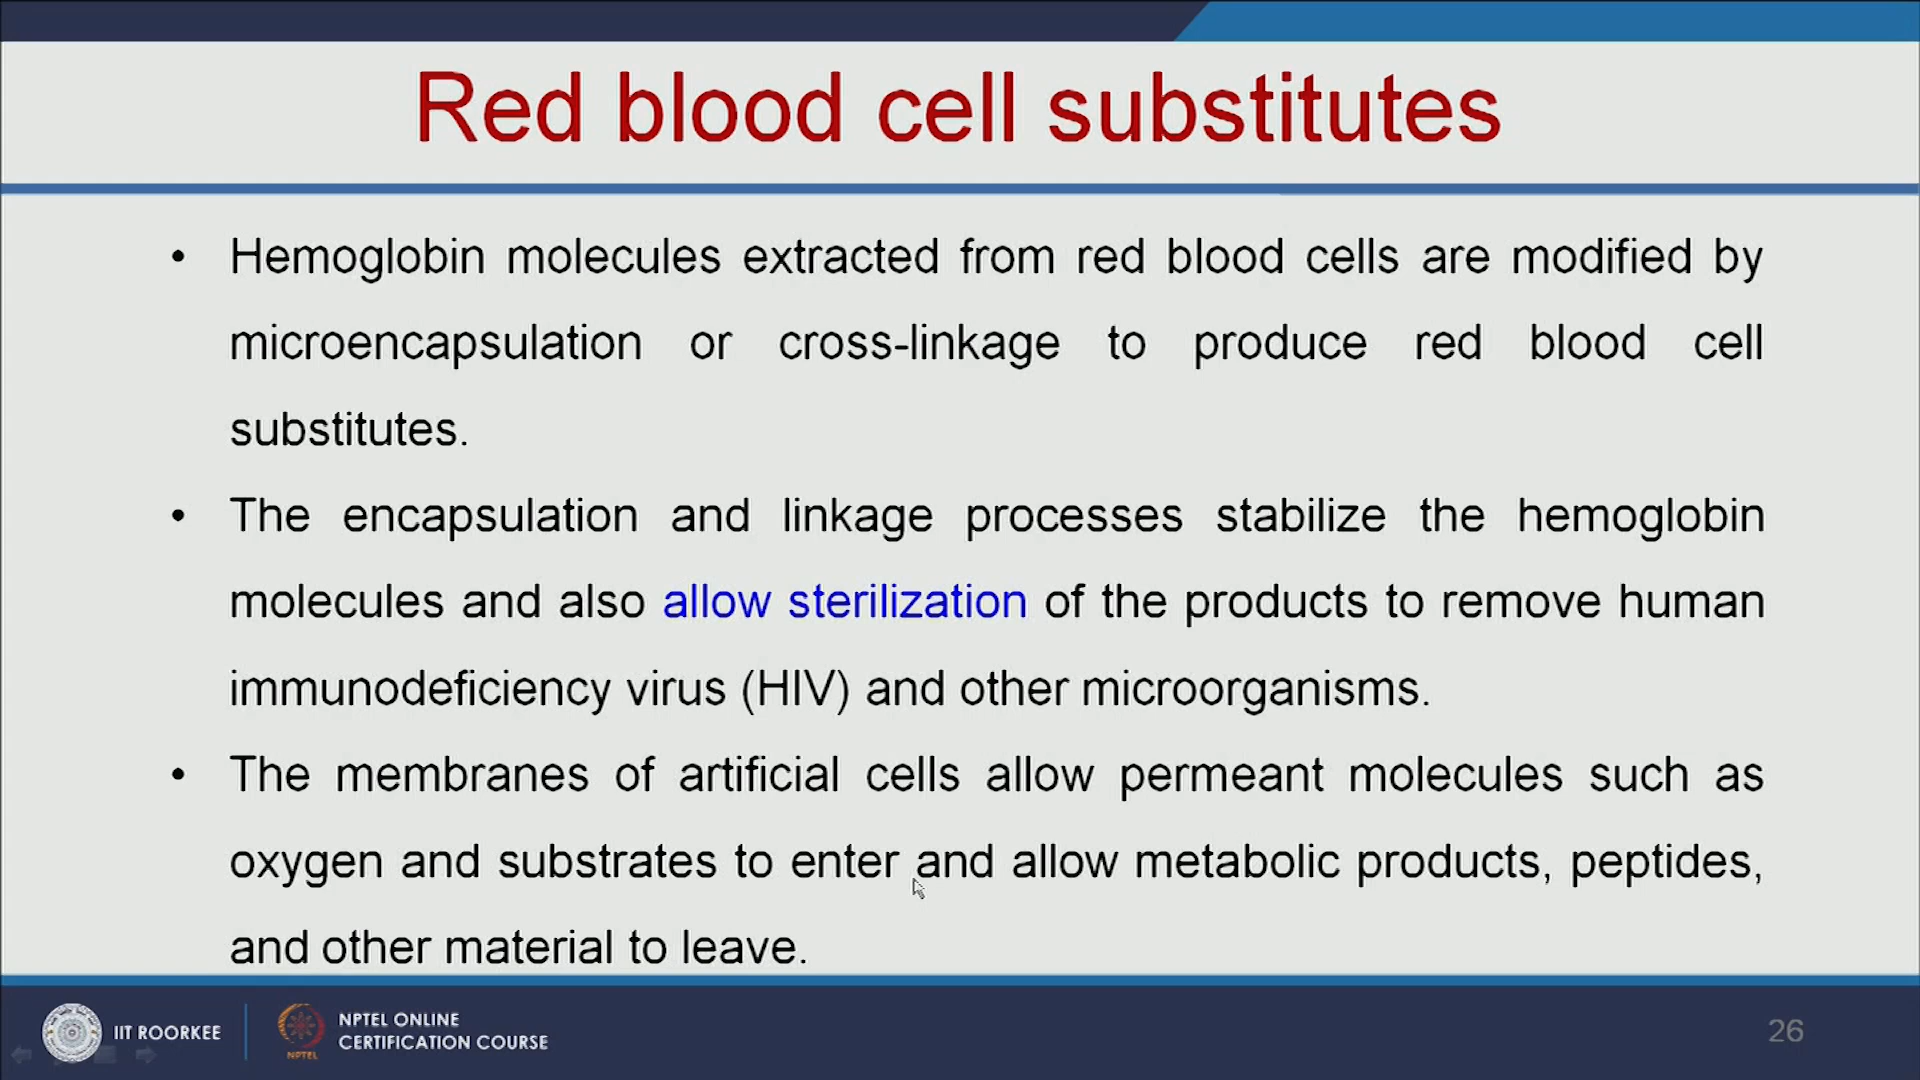 Red blood cell substitutes
• Hemoglobin molecules extracted from red blood cells are modified by
microencapsulation or cross-linkage to produce red blood cell
substitutes.
• The encapsulation and linkage processes stabilize the hemoglobin
molecules and also allow sterilization of the products to remove human
immunodeficiency virus (HIV) and other microorganisms.
• The membranes of artificial cells allow permeant molecules such as
oxygen and substrates to enter and allow metabolic products, peptides,
and other material to leave.
IIT ROORKEE
NPTEL
NPTEL ONLINE
CERTIFICATION COURSE
26